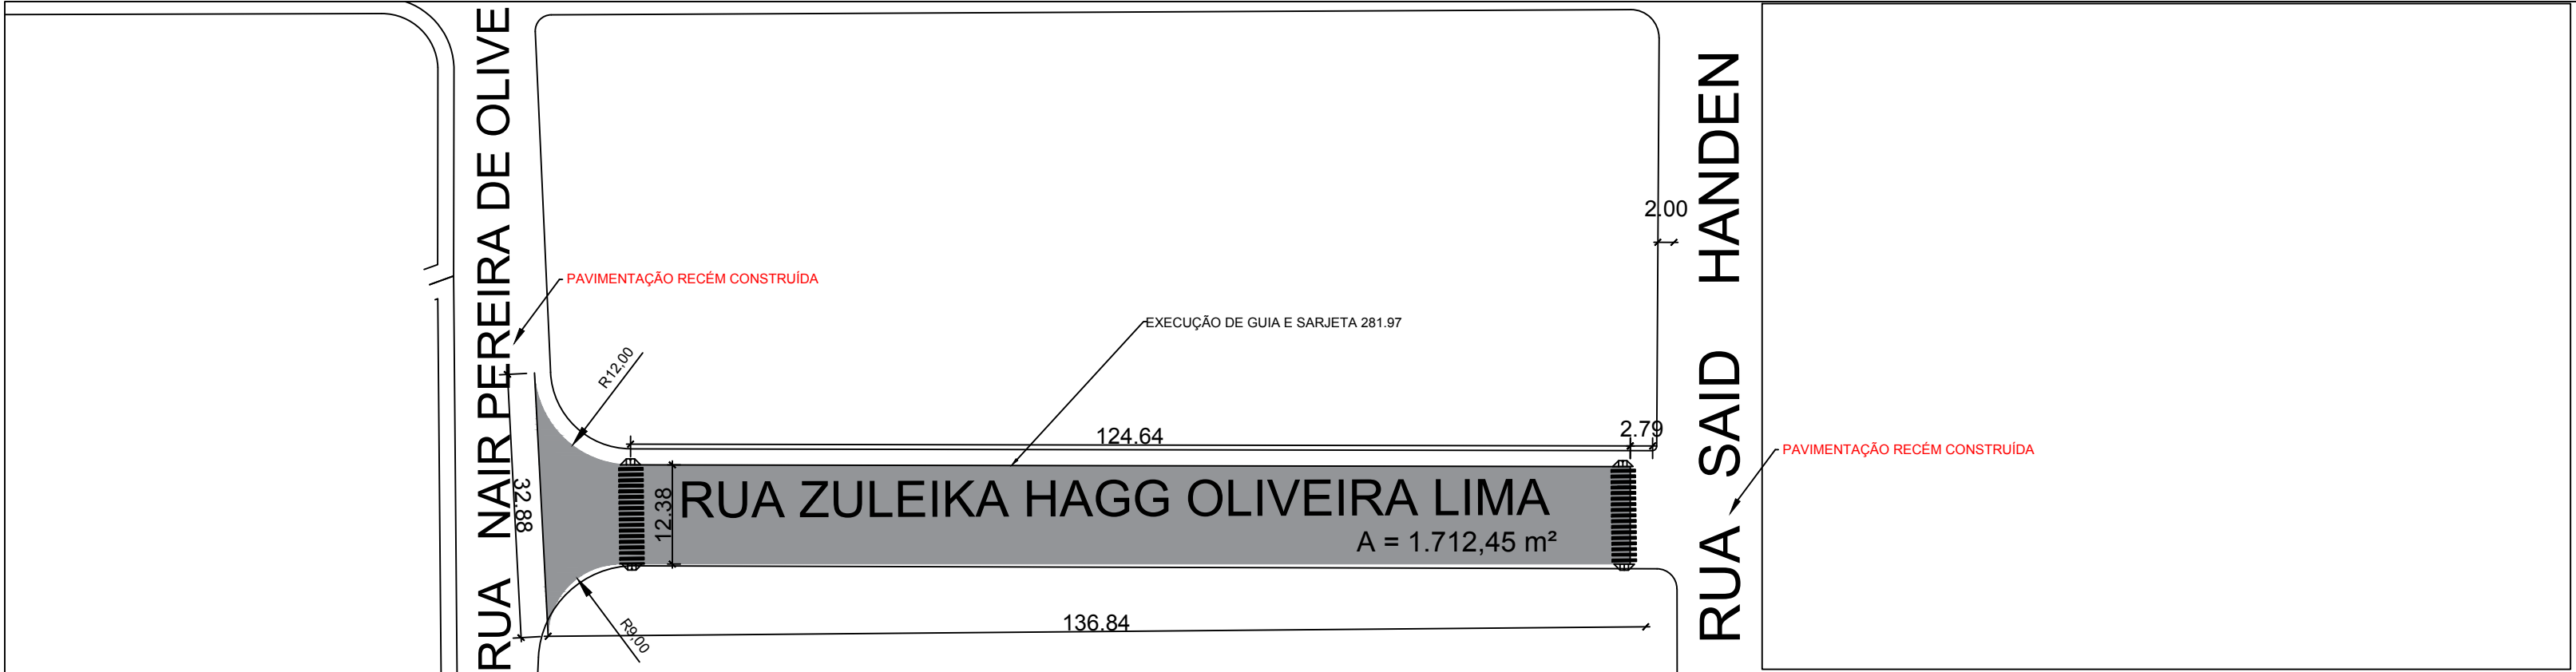 RUA NAIR PEREIRA DE OLIVE
PAVIMENTAÇÃO RECÉM CONSTRUÍDA
R12,00
32.88
EXECUÇÃO DE GUIA E SARJETA 281.97
124.64
2.79
2.00
12.38
RUA ZULEIKA HAGG OLIVEIRA LIMA
A = 1.712,45 m²
R9,00
136.84
RUA SAID HANDEN
PAVIMENTAÇÃO RECÉM CONSTRUÍDA